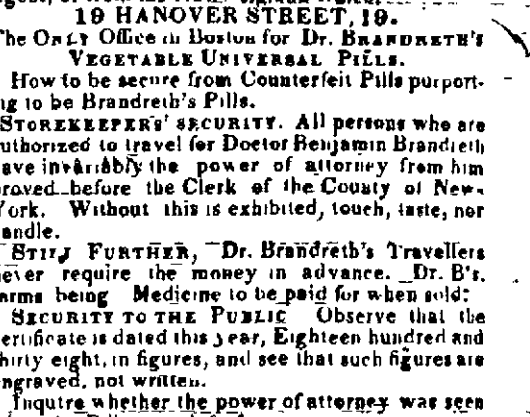 19 HANOVER STREET, 19.
The ONLY Office in Boston for Dr. BRANDRETH'S
VEGETABLE UNIVERSAL PILLS.
How to be secure from Counterfeit Pills purport-
ng to be Brandreth's Pills.
STOREKEEPER'S' SECURITY. All persons who are
uthorized to travel for Doctor Benjamin Brandreth
ave invariably the power of attorney from him
roved before the Clerk of the County of New-
York. Without this is exhibited, touch, taste, nor
andle.
STILL FURTHER, Dr. Brandreth's Travellers
never require the money in advance. Dr. B's.
arms being Medicine to be paid for when sold:
SECURITY TO THE PUBLIC Observe that the
ertificate is dated this year, Eighteen hundred and
hirty eight, in figures, and see that such figures are
ngraved, not written.
Inquire whether the power of attorney was seen